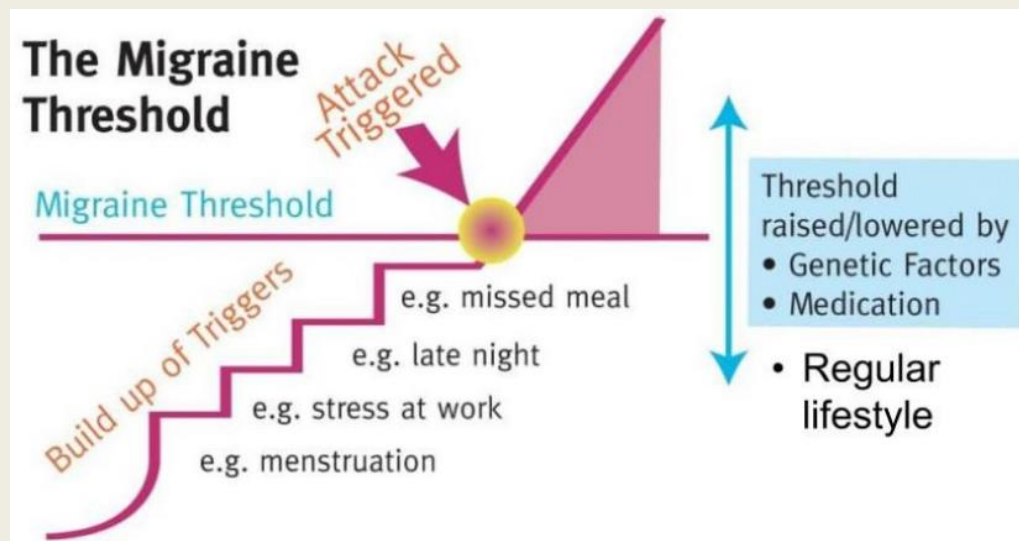 The Migraine
Threshold
Attack
Triggered
Migraine Threshold
Build up of Triggers
e.g. missed meal
e.g. late night
e.g. stress at work
e.g. menstruation
Threshold
raised/lowered by
• Genetic Factors
• Medication
• Regular
lifestyle